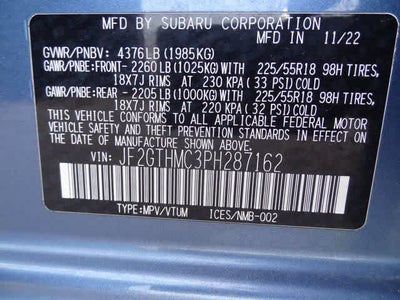 MFD BY SUBARU CORPORATION 11/22
GVWR/PNBV: 4376LB (1985KG)
GAWR/PNBE:FRONT- 2260LB (1025KG)WITH 225/55R18 98H TIRES,
18X7J RIMS AT 230 KPA ( 33 PSI)COLD
GAWR/PNBE:REAR - 2205LB (1000KG)WITH 225/55R18 98H TIRES,
18X7J RIMS AT 220 KPA ( 32 PSI)COLD
THIS VEHICLE CONFORMS TO ALL APPLICABLE FEDERAL MOTOR
VEHICLE SAFETY AND THEFT PREVENTION STANDARDS IN EFFECT
ON THE DATE OF MANUFACTURE SHOWN ABOVE.
VIN: JF2GTHMC3PH287162
TYPE:MPV/VTUM ICES/NMB-002